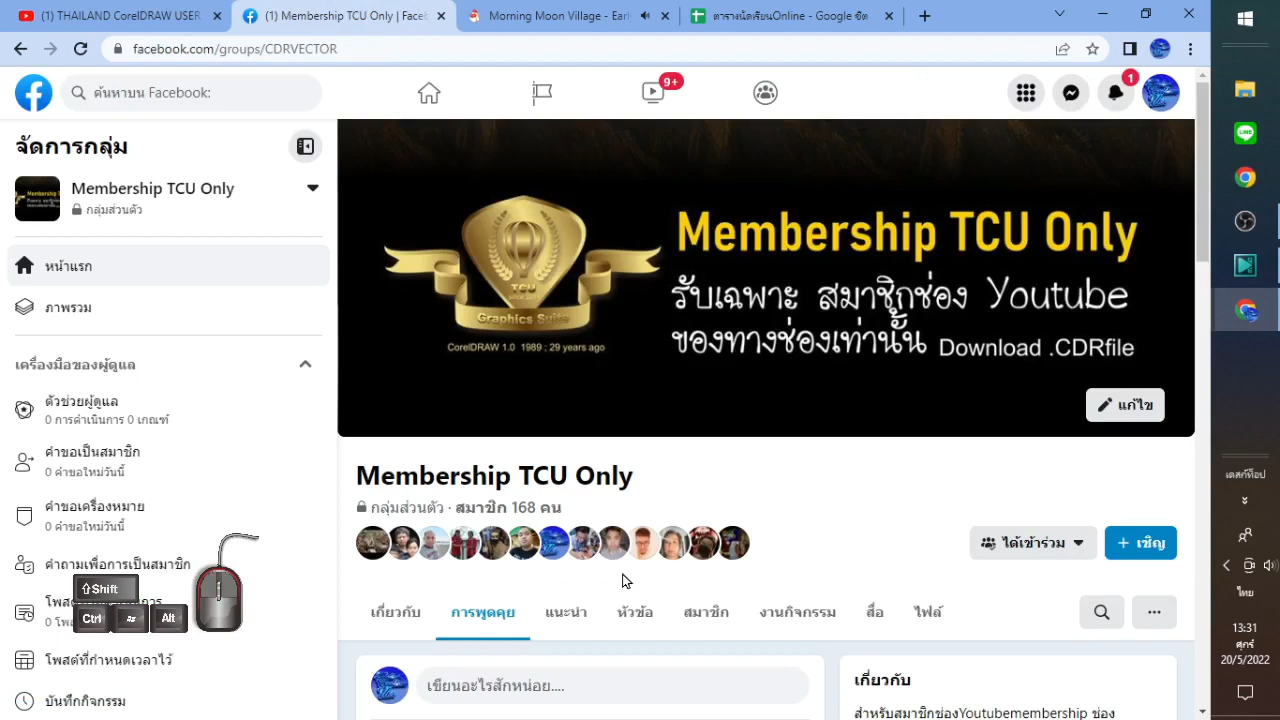 (1) THAILAND CorelDRAW USER
(1) Membership TCU Only | Faceb
Morning Moon Village - Earl
ตารางนัดเรียนOnline - Google ชีต
facebook.com/groups/CDRVECTOR
ค้นหาบน Facebook:
9+
1
จัดการกลุ่ม
Membership TCU Only
กลุ่มส่วนตัว
หน้าแรก
ภาพรวม
เครื่องมือของผู้ดูแล
ตัวช่วยผู้ดูแล
0 การดำเนินการ 0 เกณฑ์
คำขอเป็นสมาชิก
0 คำขอใหม่วันนี้
คำขอเครื่องหมาย
0 คำขอใหม่วันนี้
คำถามเพื่อการเป็นสมาชิก
Shift
Ctrl
Alt
โพสต์ที่กำหนดเวลาไว้
บันทึกกิจกรรม
TCU
Graphics Suite
CorelDRAW 1.0 1989 ; 29 years ago
Membership TCU Only
รับเฉพาะ สมาชิกช่อง Youtube
ของทางช่องเท่านั้น Download .CDRfile
แก้ไข
Membership TCU Only
กลุ่มส่วนตัว · สมาชิก 168 คน
ได้เข้าร่วม
+ เชิญ
เกี่ยวกับ
การพูดคุย
แนะนำ
หัวข้อ
สมาชิก
งานกิจกรรม
สื่อ
ไฟล์
เขียนอะไรสักหน่อย....
เกี่ยวกับ
สำหรับสมาชิกช่องYoutubemembership ช่อง
LINE
เดสก์ท็อป
ไทย
13:31
ศุกร์
20/5/2022